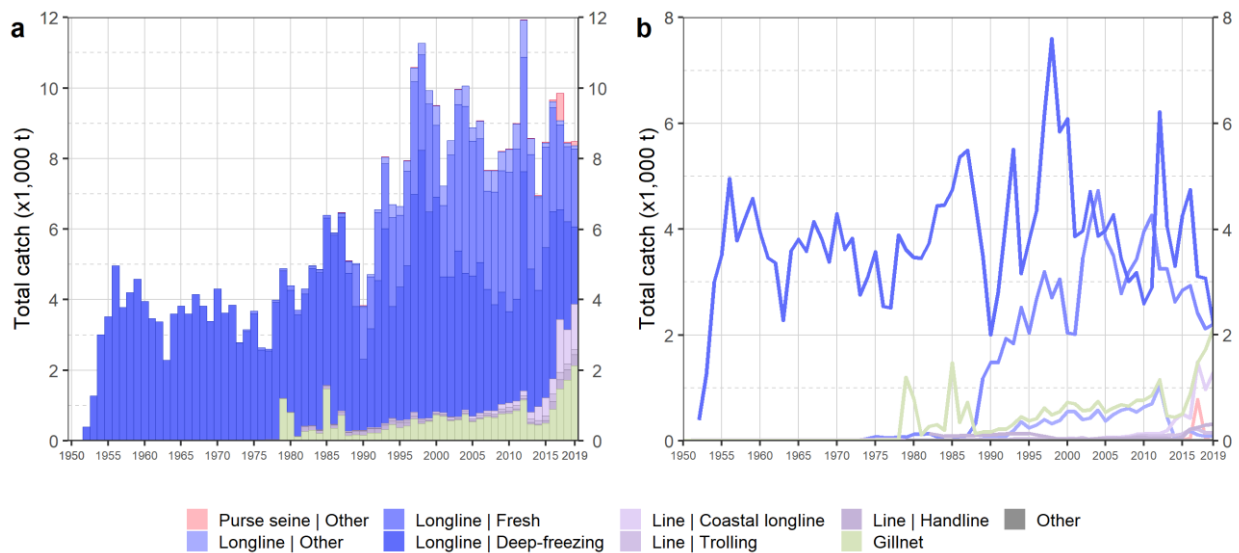 a
b
Total catch (x1,000 t)
12
10
8
6
4
2
0
12
10
8
6
4
2
0
1950 1955 1960 1965 1970 1975 1980 1985 1990 1995 2000 2005 2010 2015 2019
Total catch (x1,000 t)
8
6
4
2
0
8
6
4
2
0
1950 1955 1960 1965 1970 1975 1980 1985 1990 1995 2000 2005 2010 2015 2019
Purse seine | Other
Longline | Fresh
Line | Coastal longline
Line | Handline
Other
Longline | Other
Longline | Deep-freezing
Line | Trolling
Gillnet